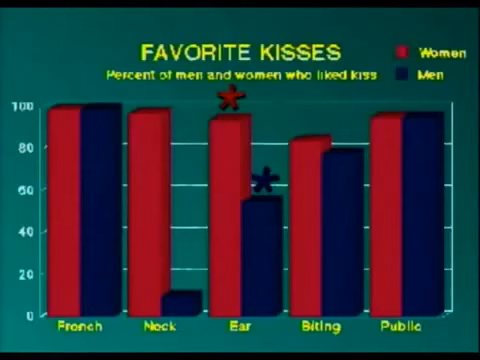 FAVORITE KISSES
Percent of men and women who liked kiss
Women
Men
100
80
60
40
20
0
French Neck Ear Biting Public